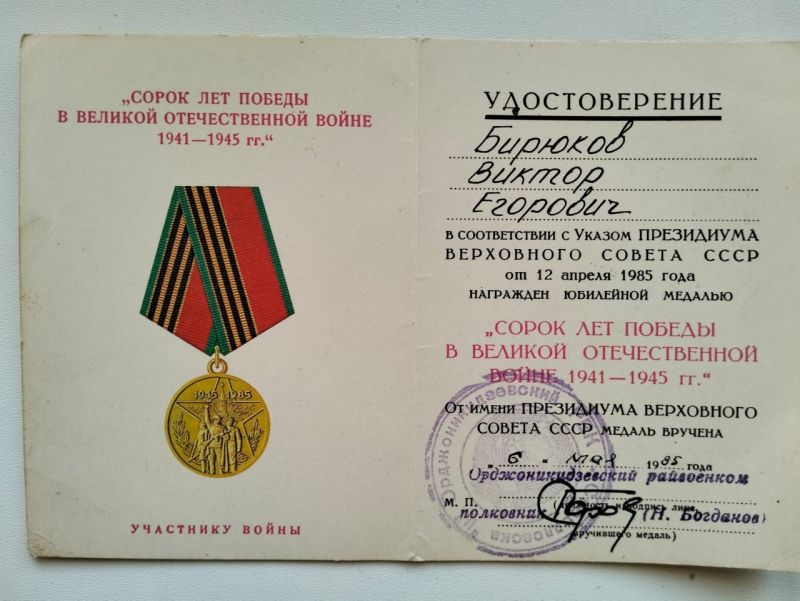 „СОРОК ЛЕТ ПОБЕДЫ
В ВЕЛИКОЙ ОТЕЧЕСТВЕННОЙ ВОЙНЕ
1941—1945 гг.“
1945 1985
УЧАСТНИКУ ВОЙНЫ
УДОСТОВЕРЕНИЕ
Бирюков
Виктор
Егорович
В СООТВЕТСТВИИ С УКАЗОМ ПРЕЗИДИУМА
ВЕРХОВНОГО СОВЕТА СССР
от 12 апреля 1985 года
НАГРАЖДЕН ЮБИЛЕЙНОЙ МЕДАЛЬЮ
„СОРОК ЛЕТ ПОБЕДЫ
В ВЕЛИКОЙ ОТЕЧЕСТВЕННОЙ
ВОЙНЕ 1941—1945 гг.“
ОТ ИМЕНИ ПРЕЗИДИУМА ВЕРХОВНОГО
СОВЕТА СССР МЕДАЛЬ ВРУЧЕНА
„6“ мая 1985 года
Орджоникидзевский райвоенком
М. П.
подпись лица,
полковник (Н. Богданов)
вручившего медаль)
Орджоникидзевский